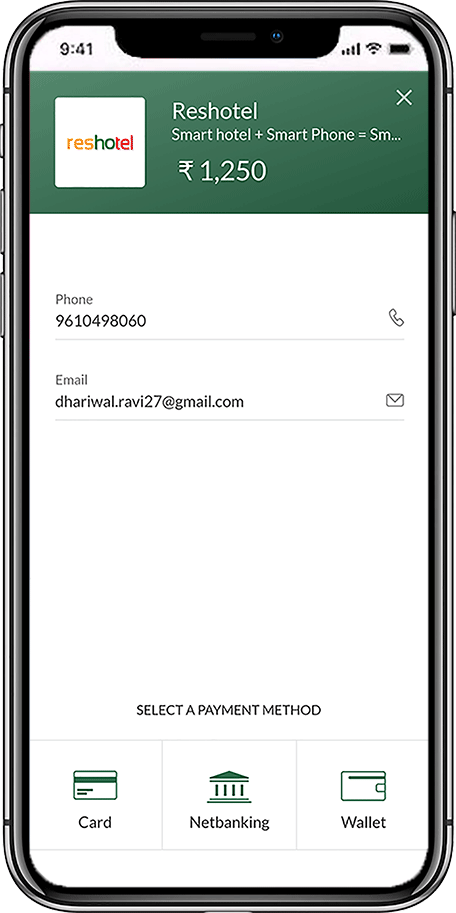 9:41
reshotel
Reshotel
Smart hotel + Smart Phone = Sm...
₹ 1,250
Phone
9610498060
Email
dhariwal.ravi27@gmail.com
SELECT A PAYMENT METHOD
Card
Netbanking
Wallet